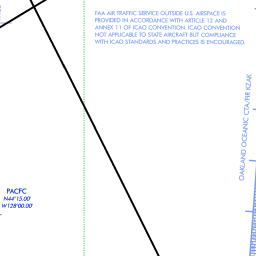 FAA AIR TRAFFIC SERVICE OUTSIDE U.S. AIRSPACE IS
PROVIDED IN ACCORDANCE WITH ARTICLE 12 AND
ANNEX 11 OF ICAO CONVENTION. ICAO CONVENTION
NOT APPLICABLE TO STATE AIRCRAFT BUT COMPLIANCE
WITH ICAO STANDARDS AND PRACTICES IS ENCOURAGED.
OAKLAND OCEANIC CTA/FIR KZAK
PACFC
N44°15.00'
W128°00.00'